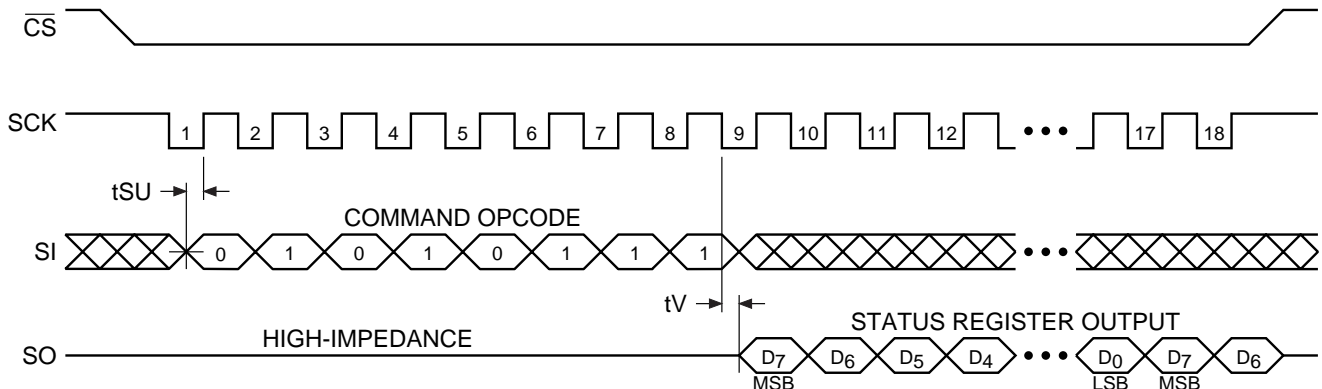 CS
SCK 1 2 3 4 5 6 7 8 9 10 11 12 17 18
tSU
COMMAND OPCODE
SI 0 1 0 1 0 1 1 1
tV
HIGH-IMPEDANCE
STATUS REGISTER OUTPUT
SO D7 D6 D5 D4 D0 D7 D6
MSB LSB MSB